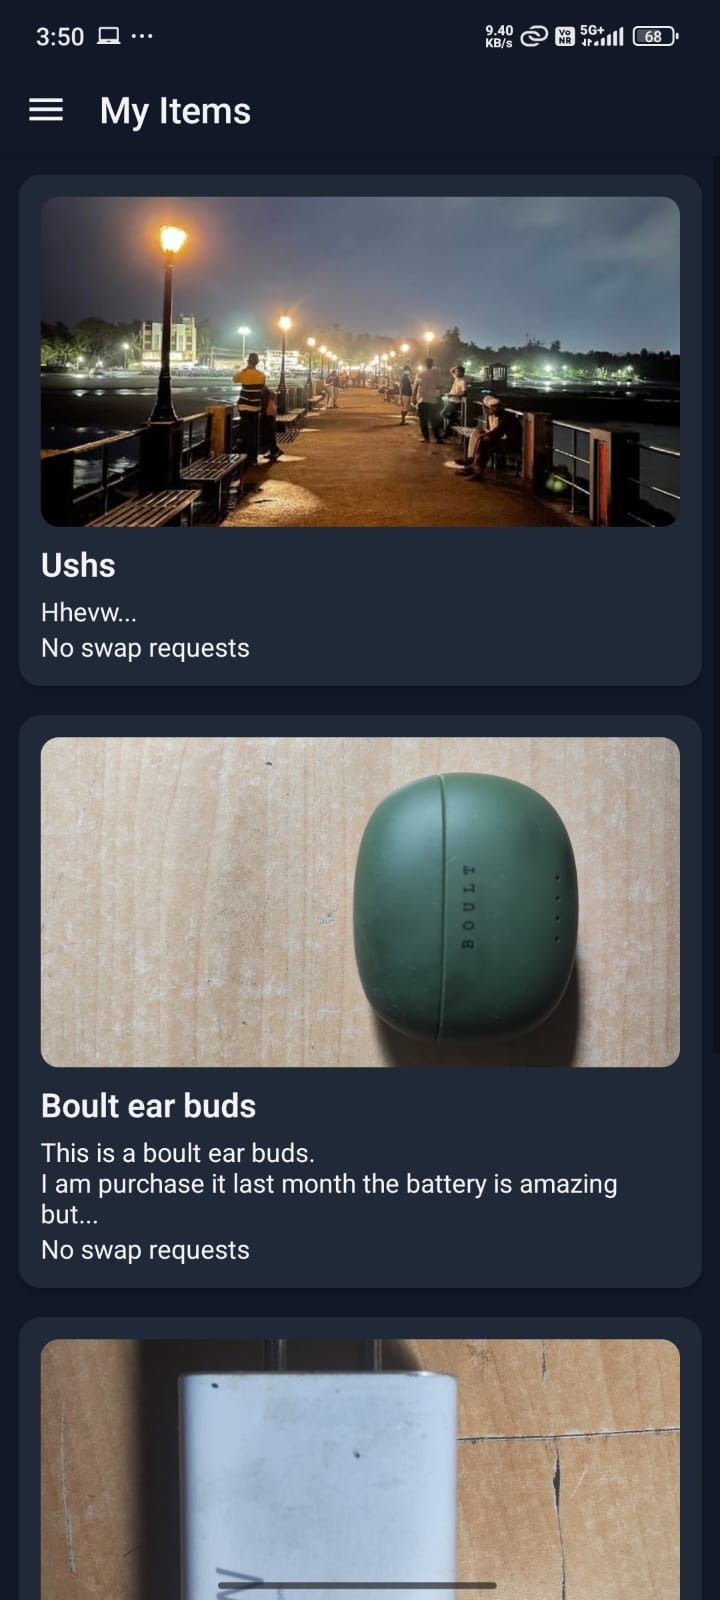 3:50
9.40
KB/s
Vo
NR
5G+
68
My Items
Ushs
Hhevw...
No swap requests
BOULT
Boult ear buds
This is a boult ear buds.
I am purchase it last month the battery is amazing
but...
No swap requests